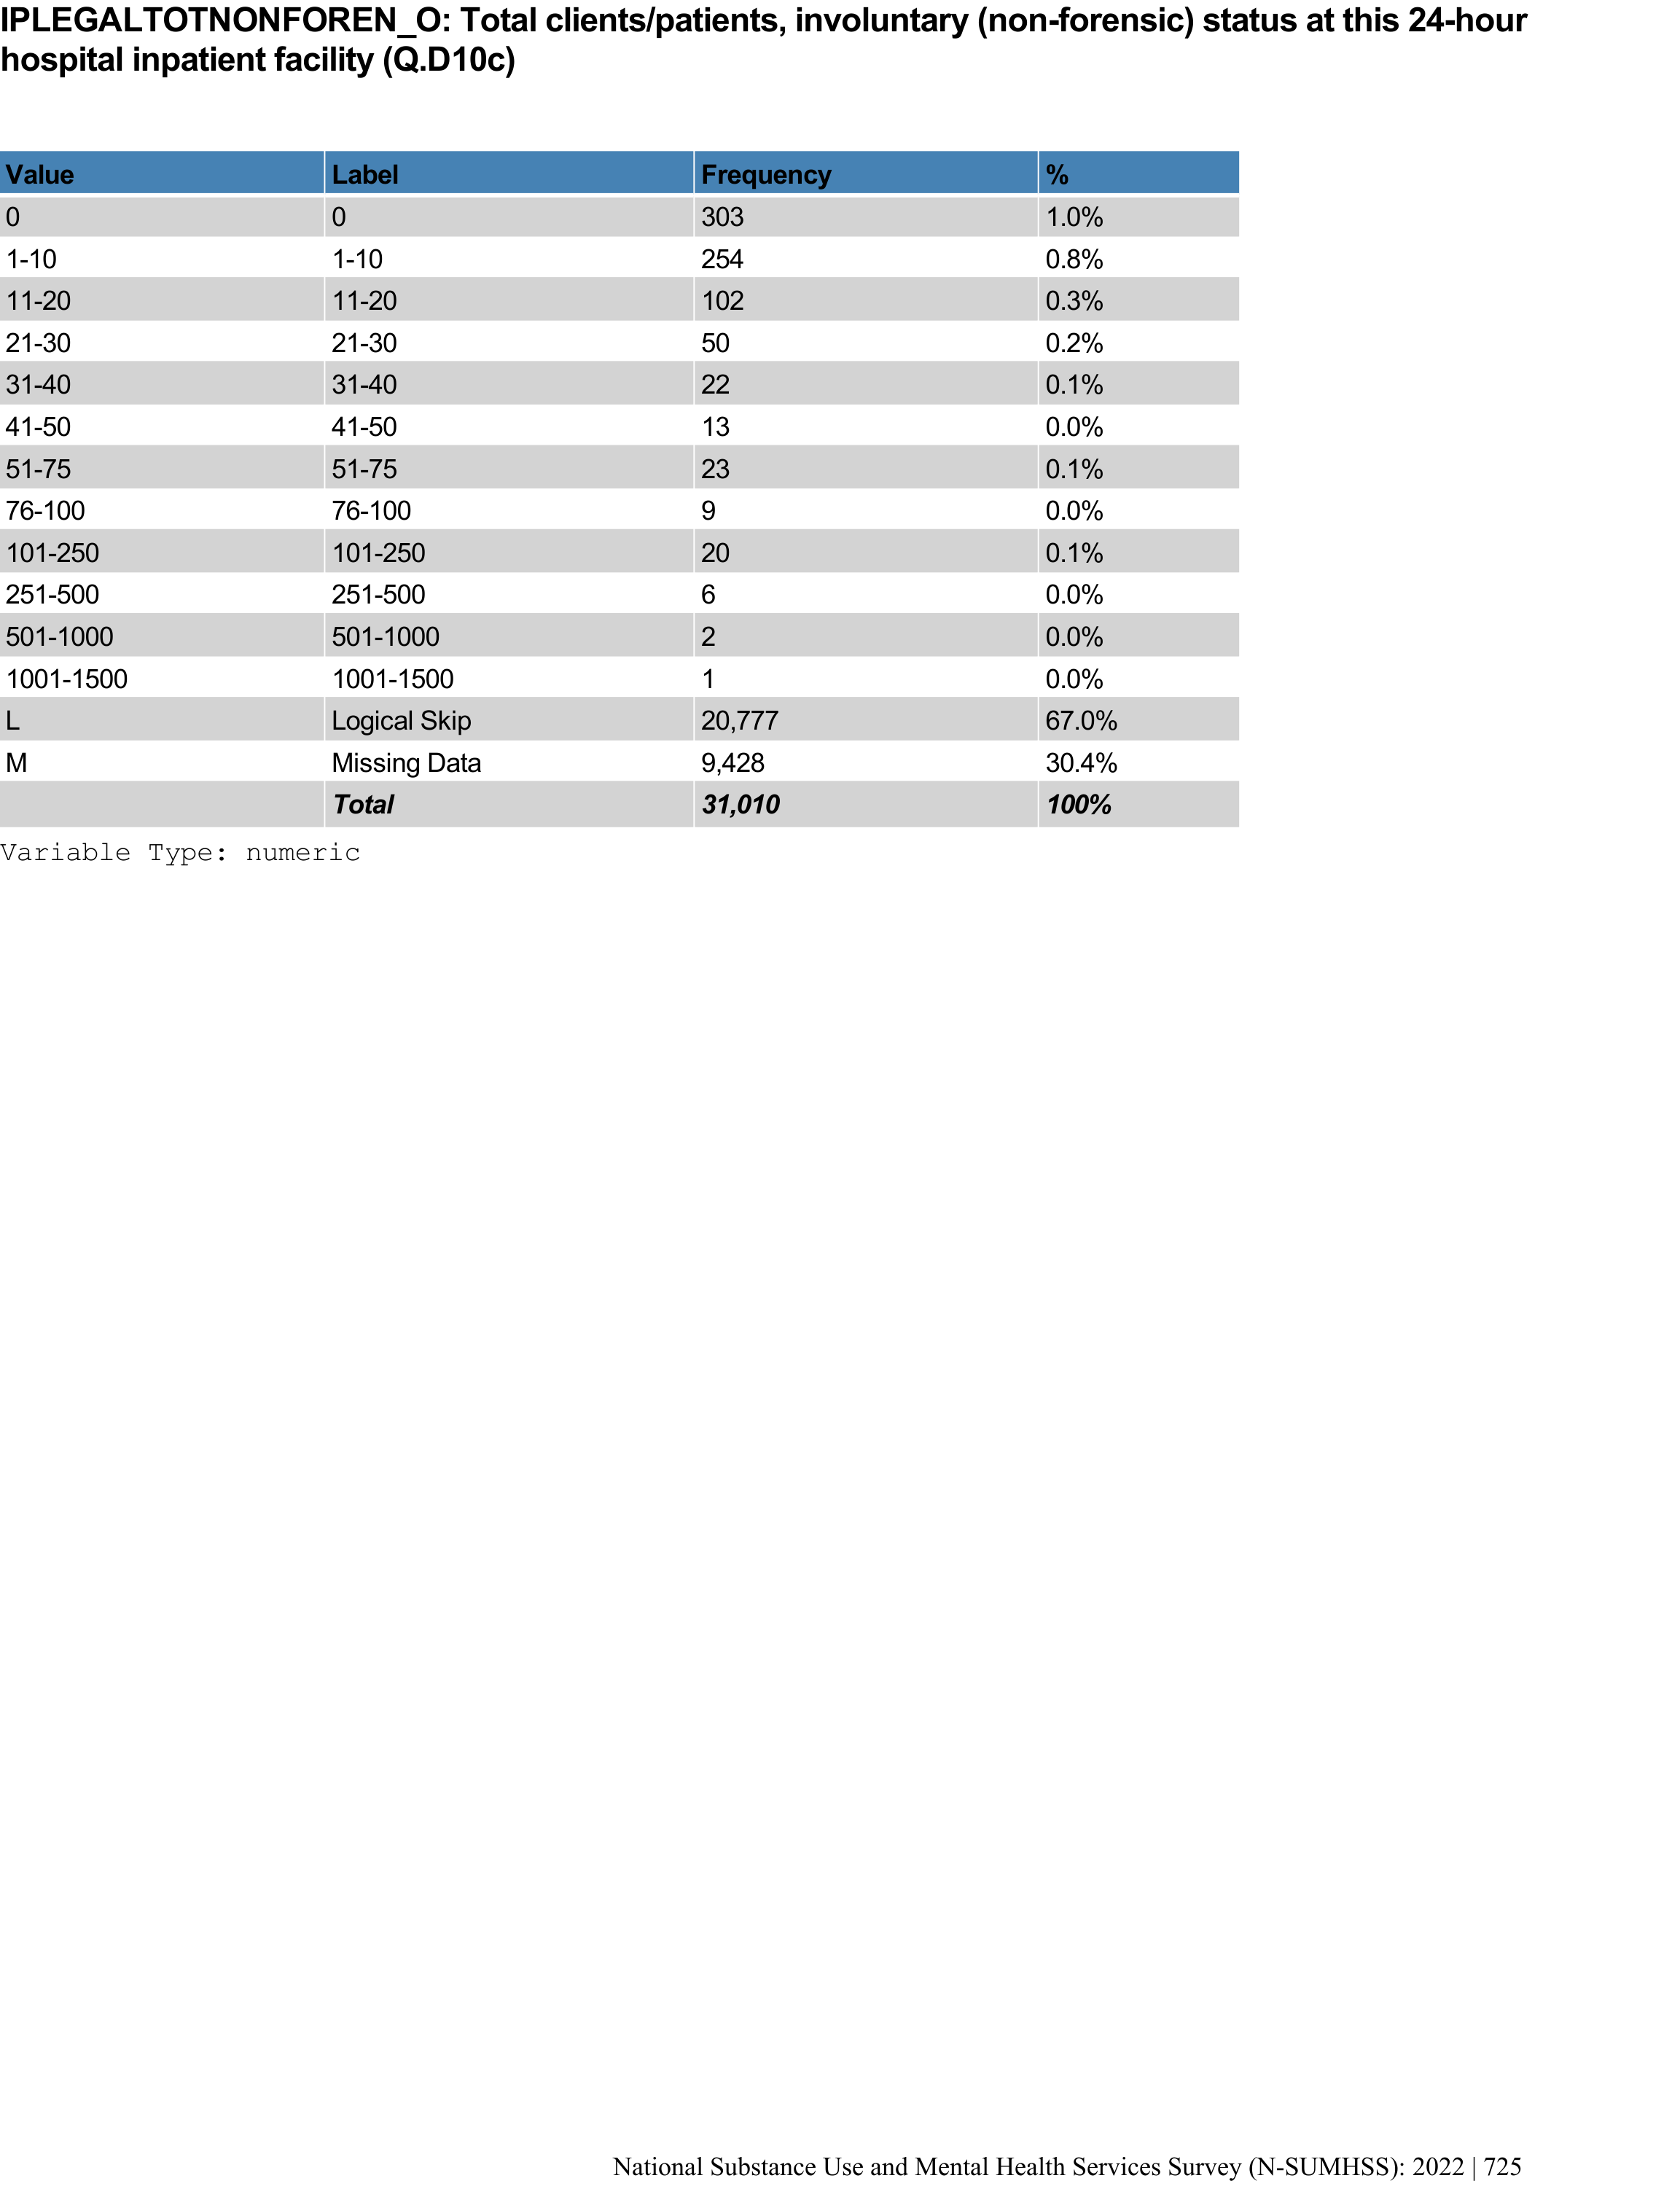 IPLEGALTOTNONFOREN_O: Total clients/patients, involuntary (non-forensic) status at this 24-hour
hospital inpatient facility (Q.D10c)
Value Label Frequency %
0 0 303 1.0%
1-10 1-10 254 0.8%
11-20 11-20 102 0.3%
21-30 21-30 50 0.2%
31-40 31-40 22 0.1%
41-50 41-50 13 0.0%
51-75 51-75 23 0.1%
76-100 76-100 9 0.0%
101-250 101-250 20 0.1%
251-500 251-500 6 0.0%
501-1000 501-1000 2 0.0%
1001-1500 1001-1500 1 0.0%
L Logical Skip 20,777 67.0%
M Missing Data 9,428 30.4%
Total 31,010 100%
Variable Type: numeric
National Substance Use and Mental Health Services Survey (N-SUMHSS): 2022 | 725